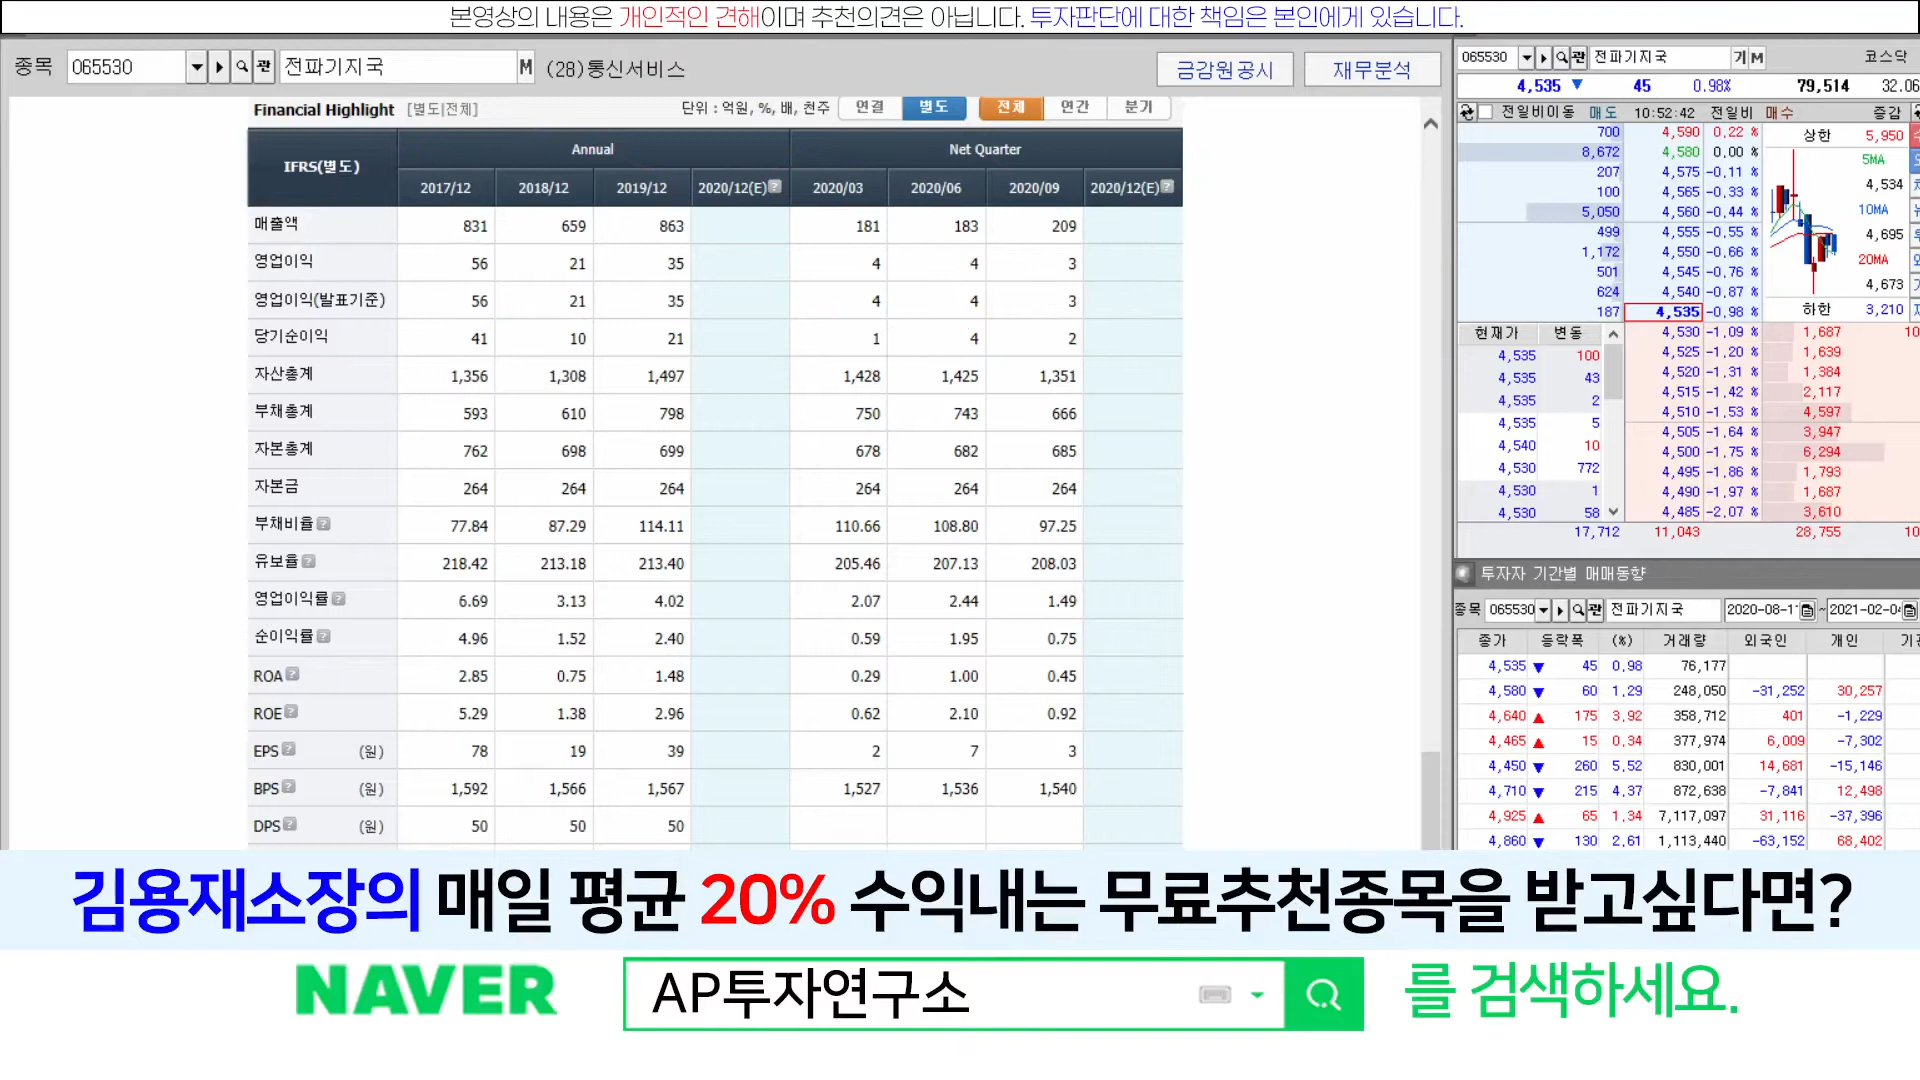 본영상의 내용은 개인적인 견해이며 추천의견은 아닙니다. 투자판단에 대한 책임은 본인에게 있습니다.
종목 065530 관 전파기지국 M (28)통신서비스 금감원공시 재무분석
Financial Highlight [별도|전체] 단위 : 억원, %, 배, 천주 연결 별도 전체 연간 분기
IFRS(별도) Annual Net Quarter
2017/12 2018/12 2019/12 2020/12(E) 2020/03 2020/06 2020/09 2020/12(E)
매출액 831 659 863 181 183 209
영업이익 56 21 35 4 4 3
영업이익(발표기준) 56 21 35 4 4 3
당기순이익 41 10 21 1 4 2
자산총계 1,356 1,308 1,497 1,428 1,425 1,351
부채총계 593 610 798 750 743 666
자본총계 762 698 699 678 682 685
자본금 264 264 264 264 264 264
부채비율 77.84 87.29 114.11 110.66 108.80 97.25
유보율 218.42 213.18 213.40 205.46 207.13 208.03
영업이익률 6.69 3.13 4.02 2.07 2.44 1.49
순이익률 4.96 1.52 2.40 0.59 1.95 0.75
ROA 2.85 0.75 1.48 0.29 1.00 0.45
ROE 5.29 1.38 2.96 0.62 2.10 0.92
EPS (원) 78 19 39 2 7 3
BPS (원) 1,592 1,566 1,567 1,527 1,536 1,540
DPS (원) 50 50 50
065530 관 전파기지국 기 M 코스닥
4,535 ▼ 45 0.98% 79,514 32.06
전일비이동 매도 10:52:42 전일비 매수 증감
700 4,590 0.22 % 상한 5,950
8,672 4,580 0.00 % 5MA
207 4,575 -0.11 % 4,534
100 4,565 -0.33 %
5,050 4,560 -0.44 % 10MA
499 4,555 -0.55 % 4,695
1,172 4,550 -0.66 %
501 4,545 -0.76 % 20MA
624 4,540 -0.87 % 4,673
187 4,535 -0.98 % 하한 3,210
현재가 변동 4,530 -1.09 % 1,687 10
4,535 100 4,525 -1.20 % 1,639
4,535 43 4,520 -1.31 % 1,384
4,535 2 4,515 -1.42 % 2,117
4,535 5 4,510 -1.53 % 4,597
4,540 10 4,505 -1.64 % 3,947
4,530 772 4,500 -1.75 % 6,294
4,530 1 4,495 -1.86 % 1,793
4,530 58 4,490 -1.97 % 1,687
4,485 -2.07 % 3,610
17,712 11,043 28,755 10
투자자 기간별 매매동향
종목 065530 관 전파기지국 2020-08-1 ~ 2021-02-04
종가 등락폭 (%) 거래량 외국인 개인
4,535 ▼ 45 0.98 76,177
4,580 ▼ 60 1.29 248,050 -31,252 30,257
4,640 ▲ 175 3.92 358,712 401 -1,229
4,465 ▲ 15 0.34 377,974 6,009 -7,302
4,450 ▼ 260 5.52 830,001 14,681 -15,146
4,710 ▼ 215 4.37 872,638 -7,841 12,498
4,925 ▲ 65 1.34 7,117,097 31,116 -37,396
4,860 ▼ 130 2.61 1,113,440 -63,152 68,402
김용재소장의 매일 평균 20% 수익내는 무료추천종목을 받고싶다면?
NAVER AP투자연구소 를 검색하세요.